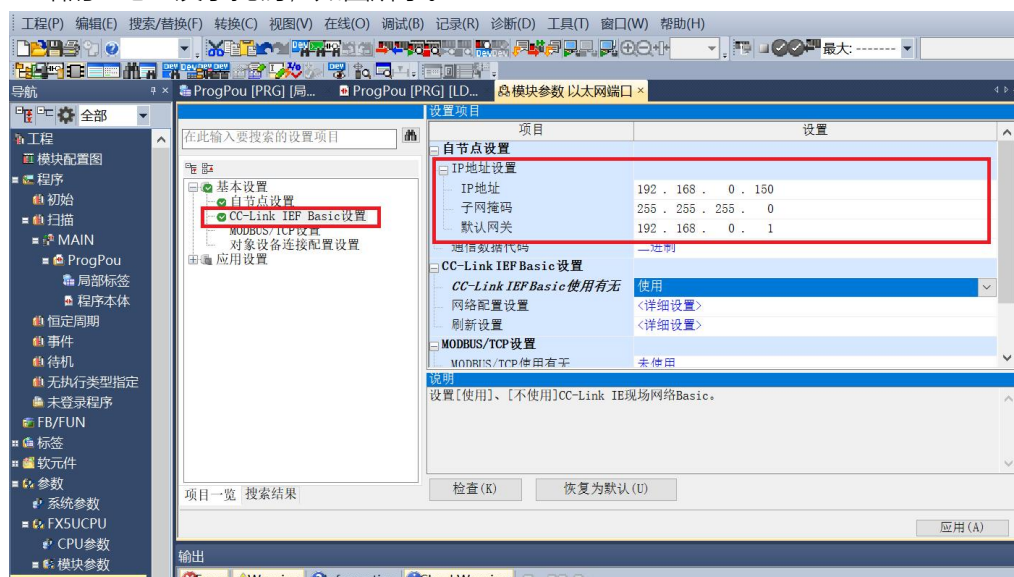 工程(P) 编辑(E) 搜索/替换(F) 转换(C) 视图(V) 在线(O) 调试(B) 记录(R) 诊断(D) 工具(T) 窗口(W) 帮助(H)
最大: -------
导航
ProgPou [PRG] [局...
ProgPou [PRG] [LD...
模块参数 以太网端口
全部
工程
模块配置图
程序
初始
扫描
MAIN
ProgPou
局部标签
程序本体
恒定周期
事件
待机
无执行类型指定
未登录程序
FB/FUN
标签
软元件
参数
系统参数
FX5UCPU
CPU参数
模块参数
在此输入要搜索的设置项目
基本设置
自节点设置
CC-Link IEF Basic设置
MODBUS/TCP设置
对象设备连接配置设置
应用设置
项目一览 搜索结果
设置项目
项目 设置
自节点设置
IP地址设置
IP地址 192 . 168 . 0 . 150
子网掩码 255 . 255 . 255 . 0
默认网关 192 . 168 . 0 . 1
通信数据代码 二进制
CC-Link IEF Basic设置
CC-Link IEF Basic使用有无 使用
网络配置设置 <详细设置>
刷新设置 <详细设置>
MODBUS/TCP设置
MODBUS/TCP使用有无 未使用
说明
设置[使用]、[不使用]CC-Link IE现场网络Basic。
检查(K) 恢复为默认(U)
应用(A)
输出